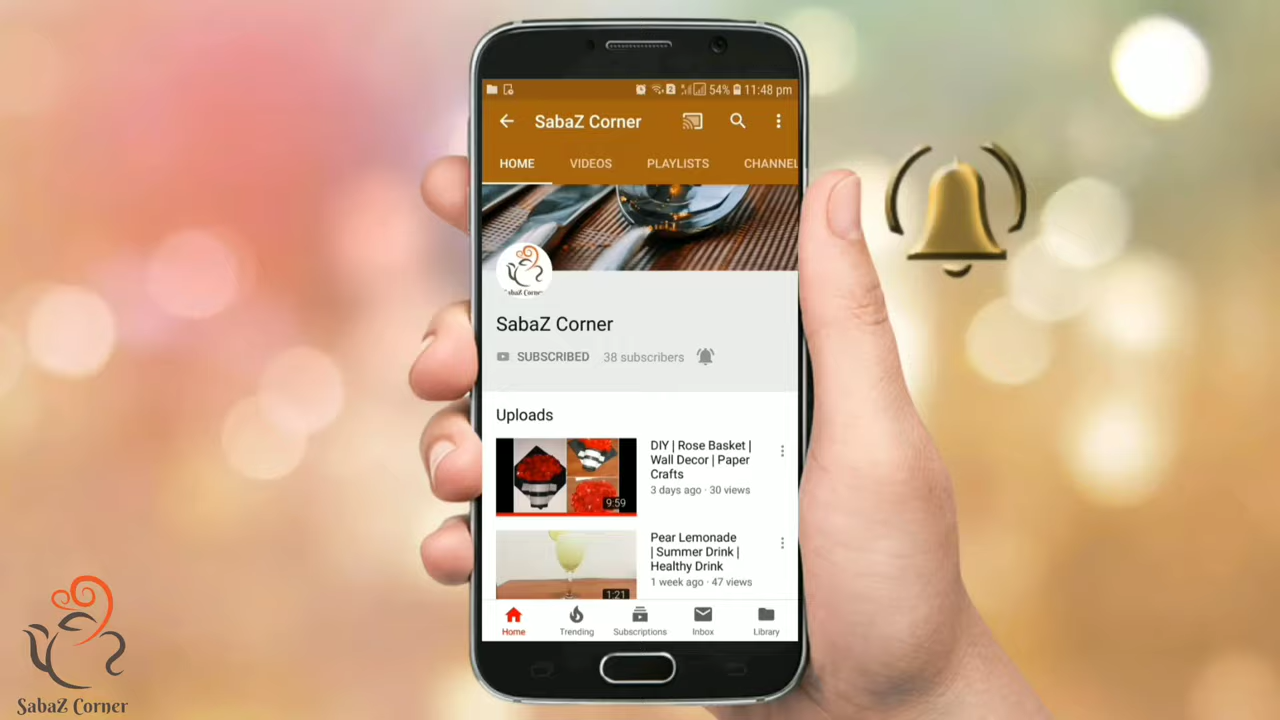 54% 11:48 pm
SabaZ Corner
HOME VIDEOS PLAYLISTS CHANNEL
SabaZ Corner
SabaZ Corner
SUBSCRIBED 38 subscribers
Uploads
DIY | Rose Basket |
Wall Decor | Paper
Crafts
3 days ago · 30 views
9:59
Pear Lemonade
| Summer Drink |
Healthy Drink
1 week ago · 47 views
1:21
Home Trending Subscriptions Inbox Library
SabaZ Corner